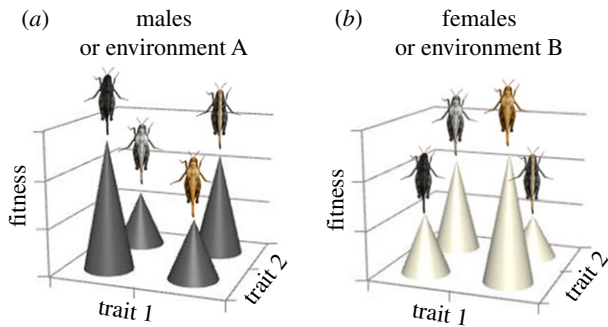 (a) males
or environment A
fitness
trait 1
trait 2
(b) females
or environment B
fitness
trait 1
trait 2